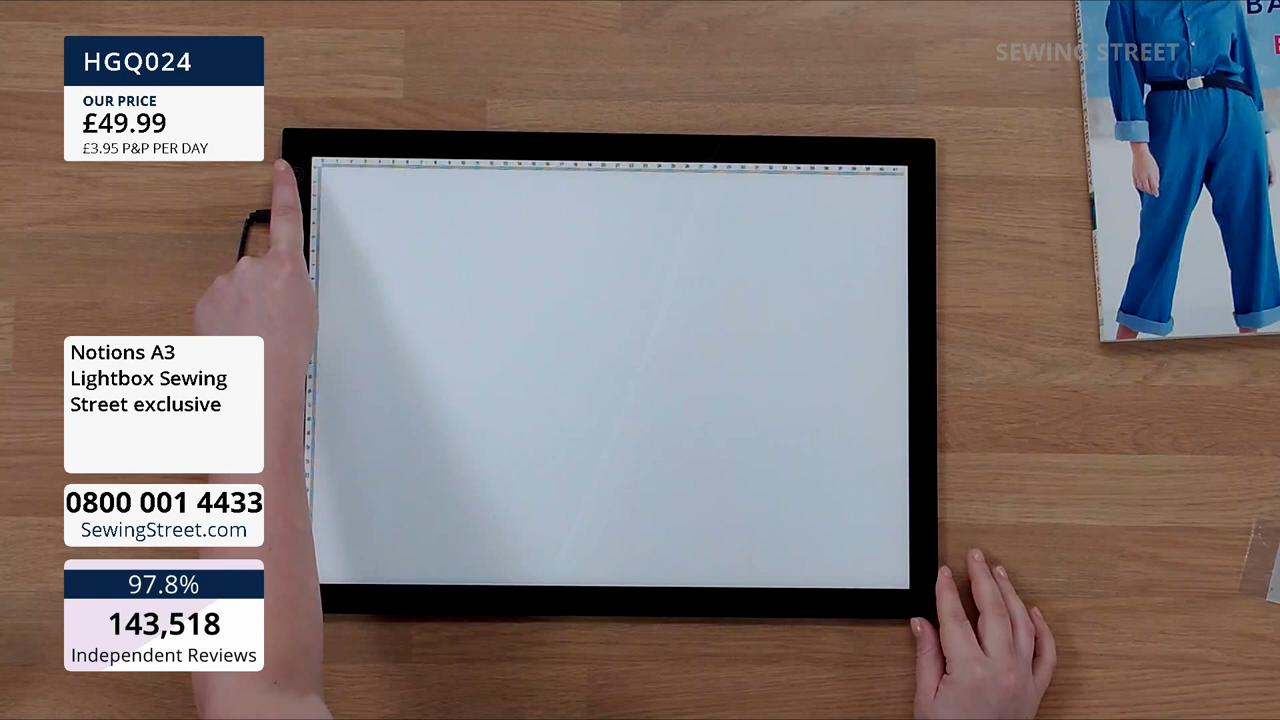 HGQ024
OUR PRICE
£49.99
£3.95 P&P PER DAY
SEWING STREET
BA
Notions A3
Lightbox Sewing
Street exclusive
0800 001 4433
SewingStreet.com
97.8%
143,518
Independent Reviews